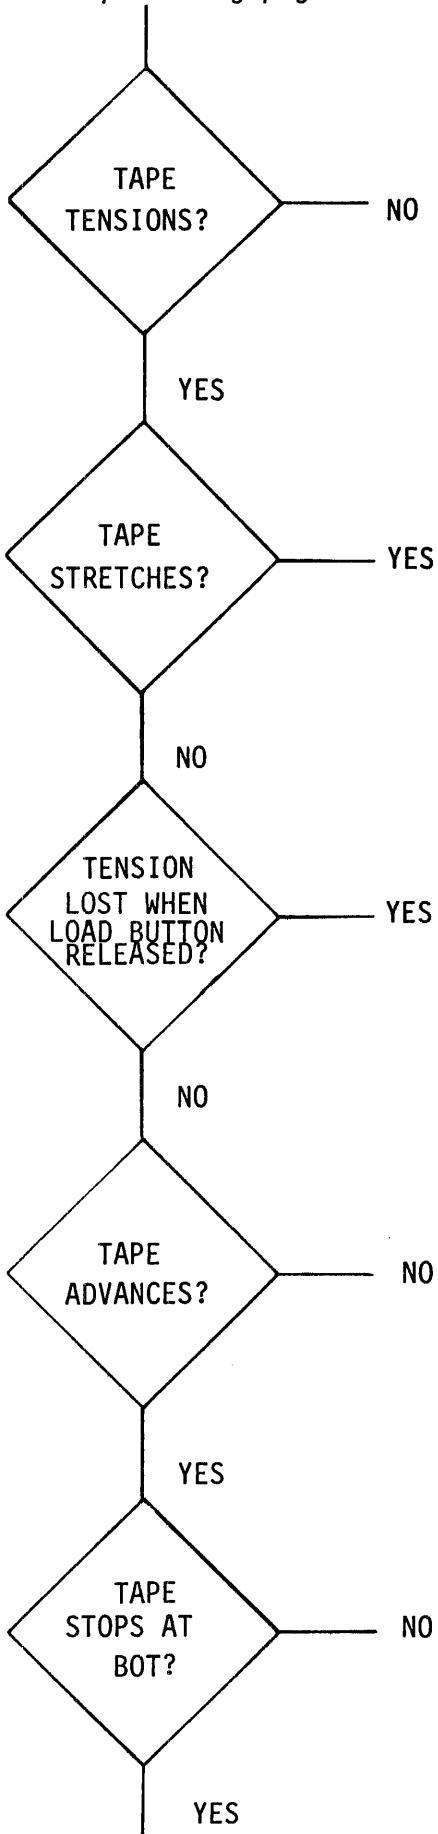 TAPE
TENSIONS?
NO
YES
TAPE
STRETCHES?
YES
NO
TENSION
LOST WHEN
LOAD BUTTON
RELEASED?
YES
NO
TAPE
ADVANCES?
NO
YES
TAPE
STOPS AT
BOT?
NO
YES